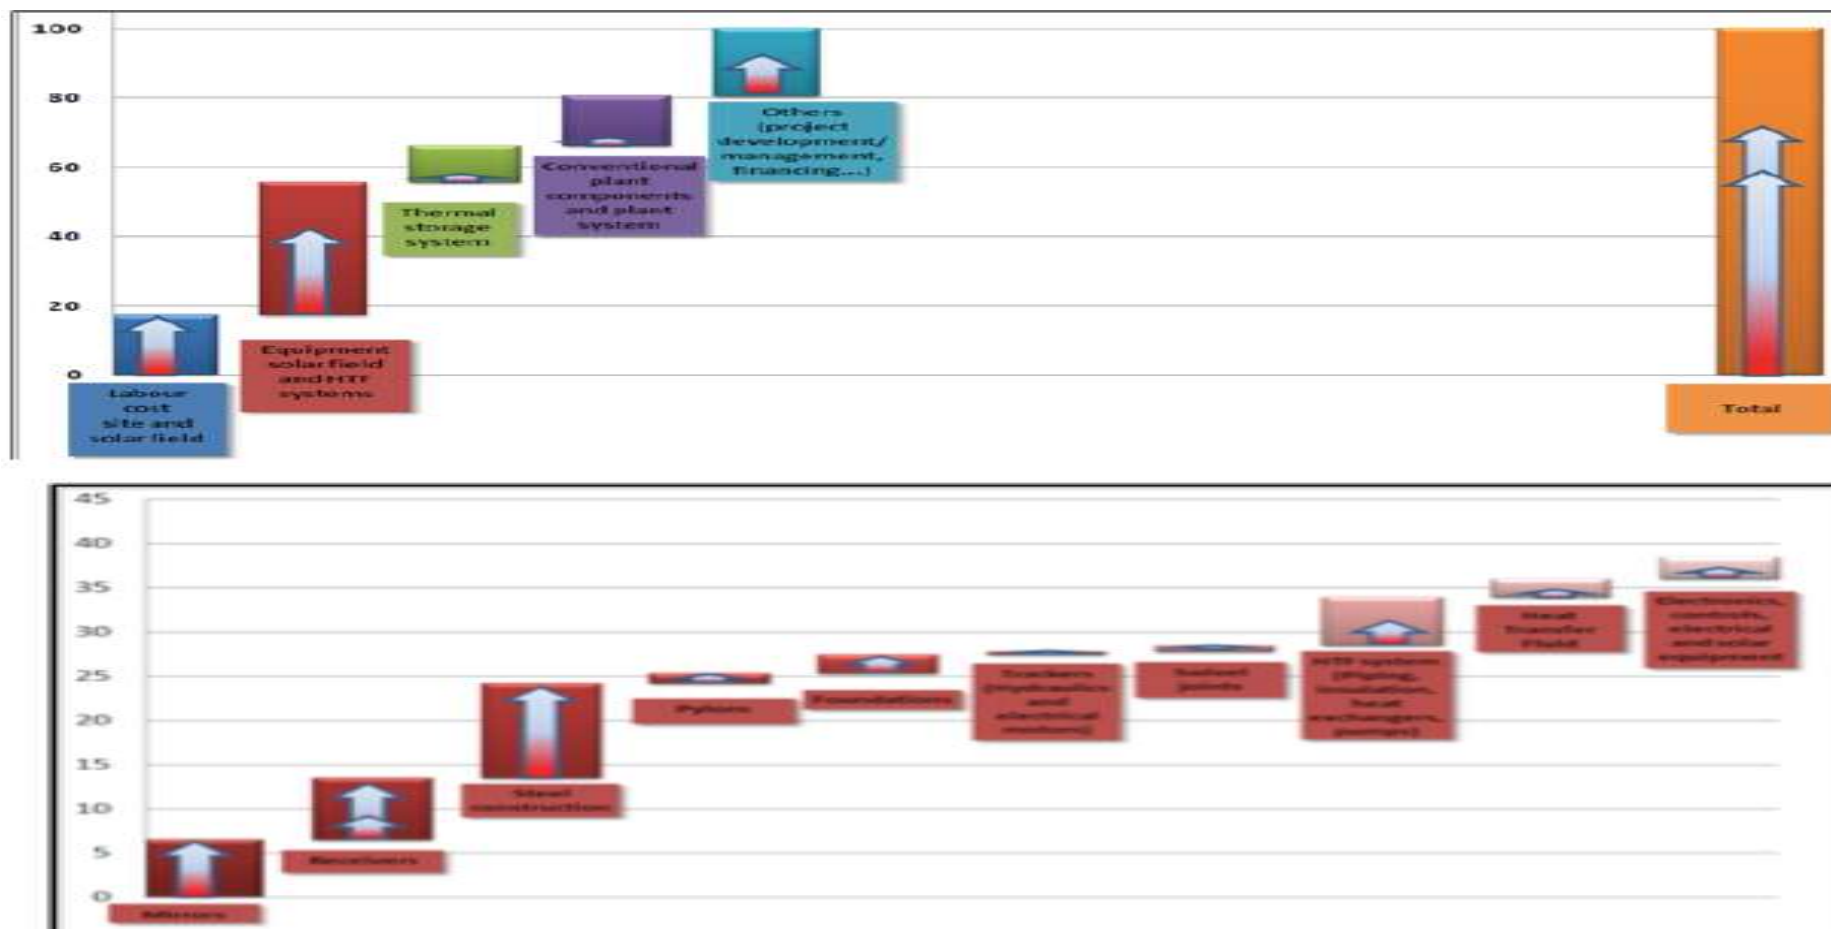 100
80
60
40
20
0
Others
(project
development/
management,
financing...)
Conventional
plant
components
and plant
system
Thermal
storage
system
Equipment
solar field
and HTF
systems
Labour
cost
site and
solar field
Total
45
40
35
30
25
20
15
10
5
0
Mirrors
Receivers
Steel
construction
Pylons
Foundations
Trackers
(Hydraulics
and
electrical
motors)
Swivel
joints
HTF system
(Piping,
insulation,
heat
exchangers,
pumps)
Heat
Transfer
Fluid
Electronics,
controls,
electrical
and solar
equipment